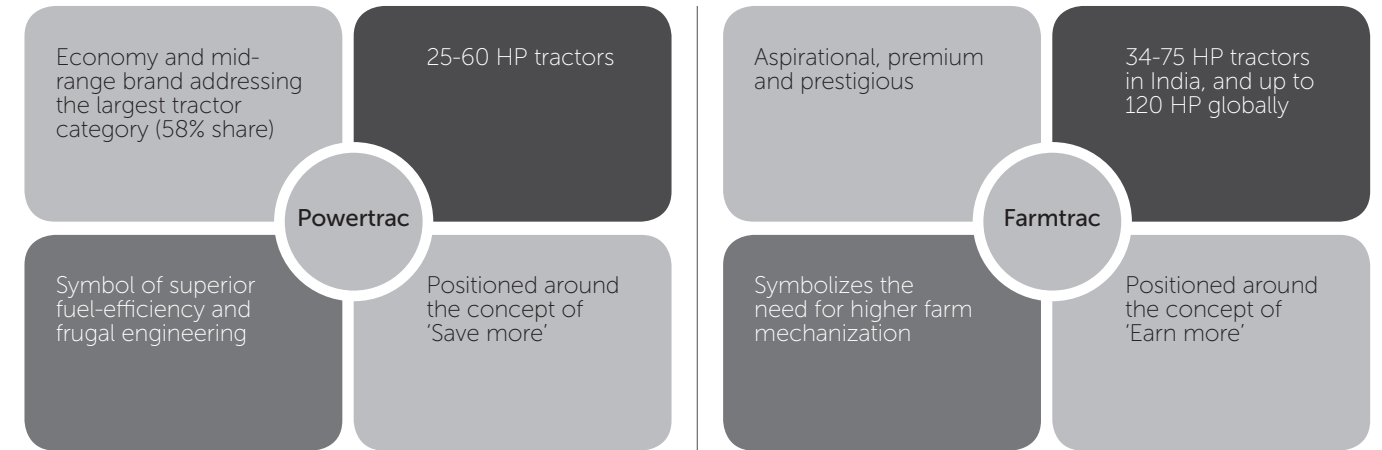 Economy and mid-
range brand addressing
the largest tractor
category (58% share)
25-60 HP tractors
Powertrac
Symbol of superior
fuel-efficiency and
frugal engineering
Positioned around
the concept of
‘Save more’
Aspirational, premium
and prestigious
34-75 HP tractors
in India, and up to
120 HP globally
Farmtrac
Symbolizes the
need for higher farm
mechanization
Positioned around
the concept of
‘Earn more’